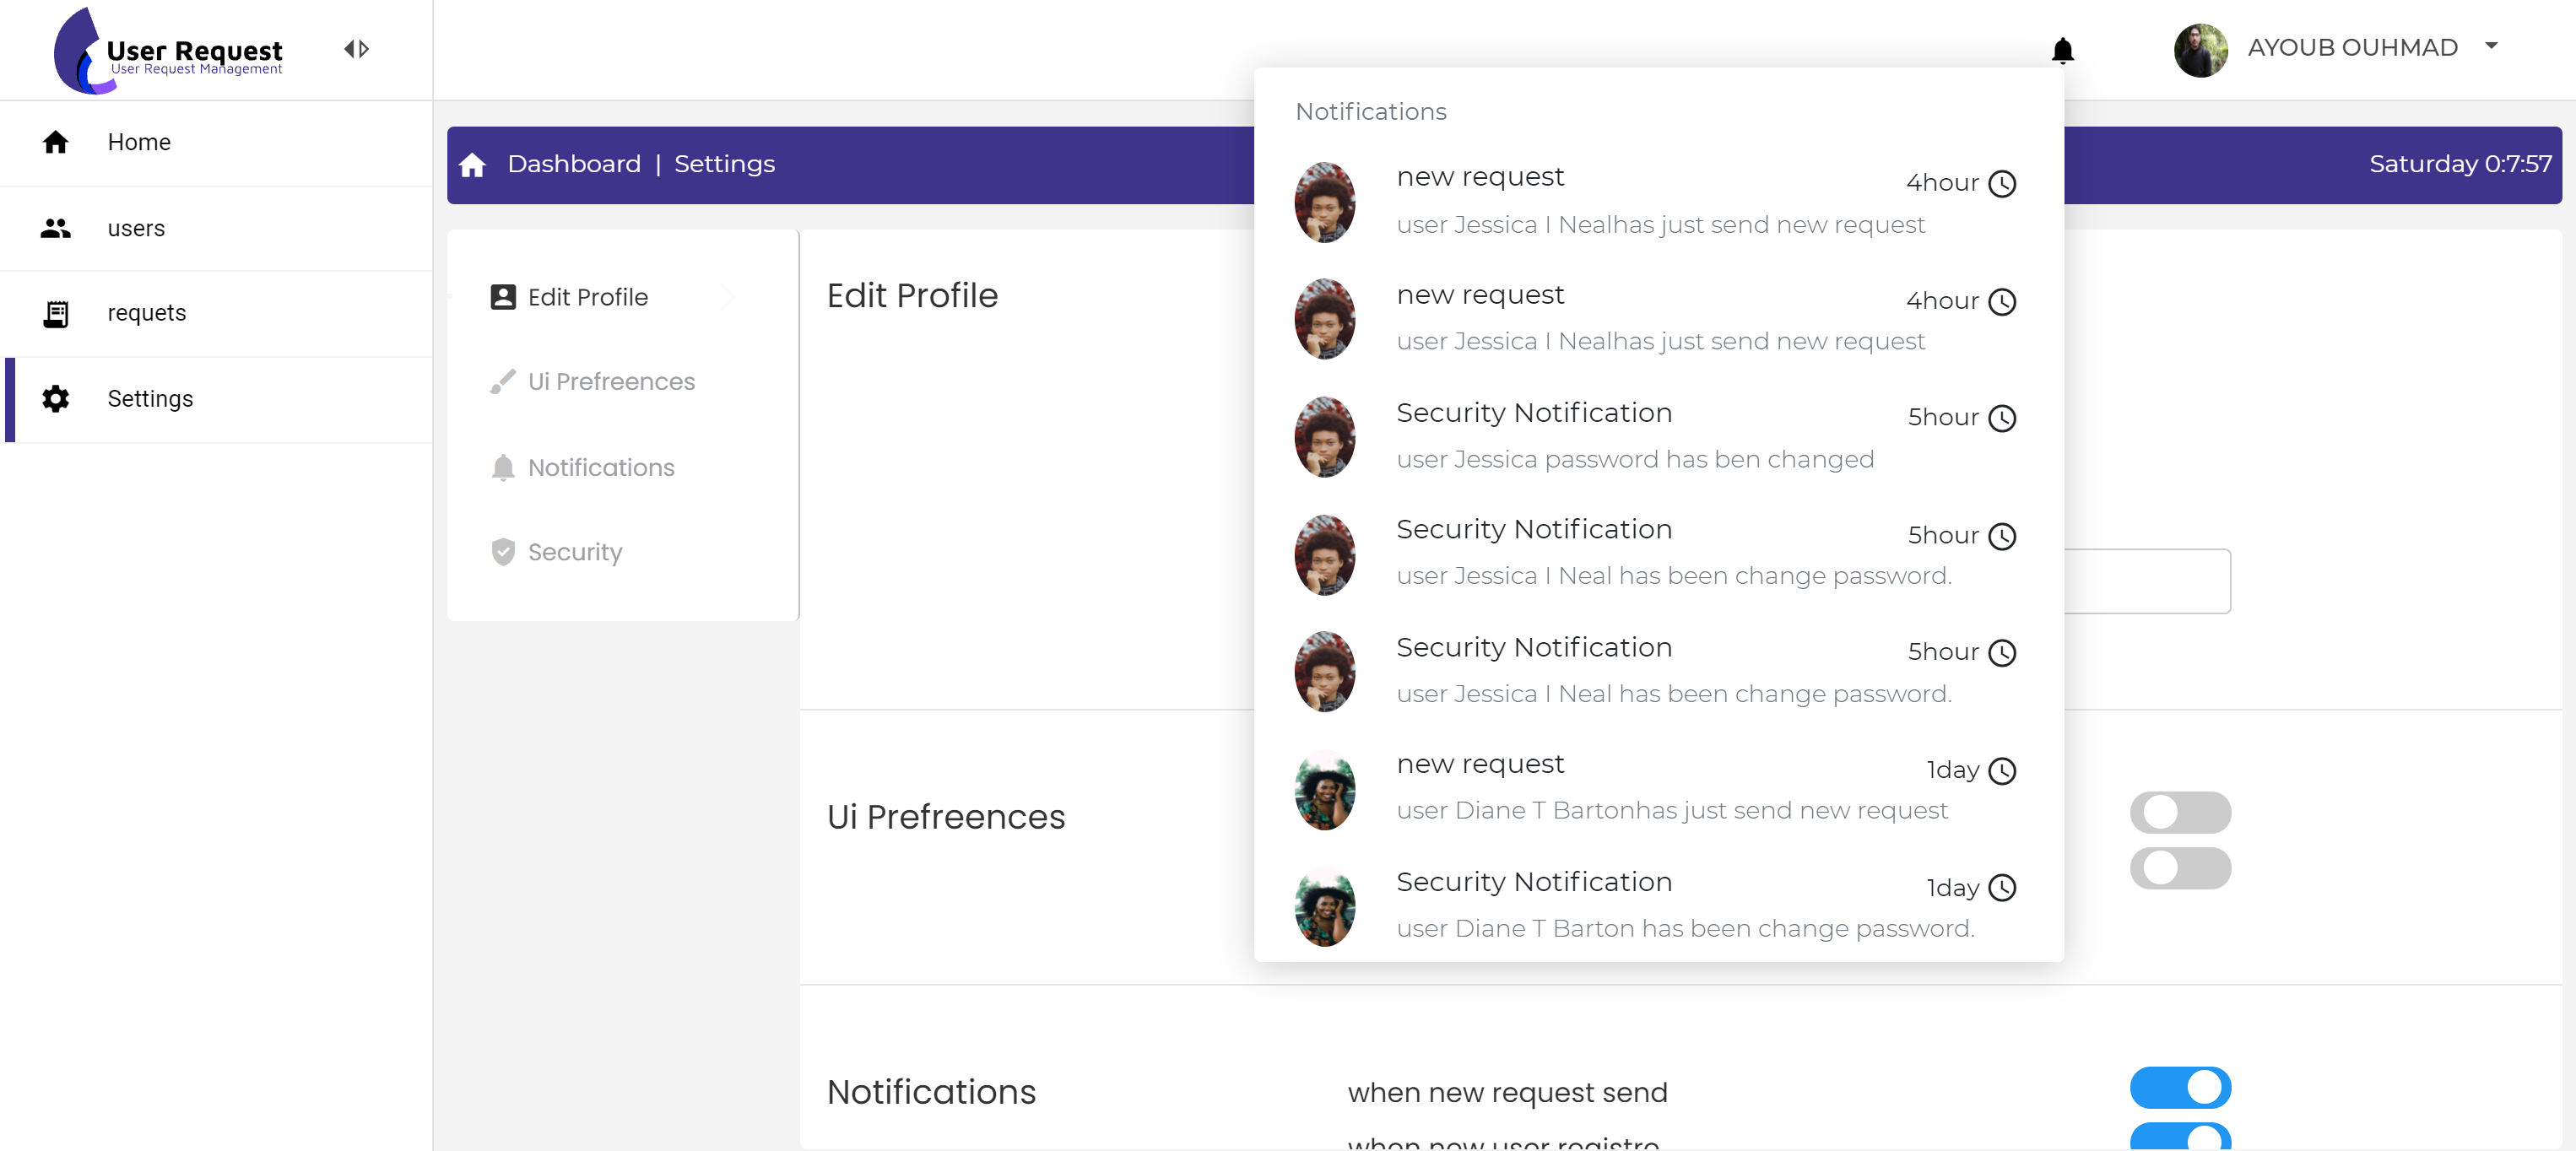 User Request
User Request Management
AYOUB OUHMAD
Home
users
requets
Settings
Dashboard | Settings
Saturday 0:7:57
Edit Profile
Ui Prefreences
Notifications
Security
Edit Profile
Ui Prefreences
Notifications
when new request send
when new user registre
Notifications
new request
4hour
user Jessica I Nealhas just send new request
new request
4hour
user Jessica I Nealhas just send new request
Security Notification
5hour
user Jessica password has ben changed
Security Notification
5hour
user Jessica I Neal has been change password.
Security Notification
5hour
user Jessica I Neal has been change password.
new request
1day
user Diane T Bartonhas just send new request
Security Notification
1day
user Diane T Barton has been change password.